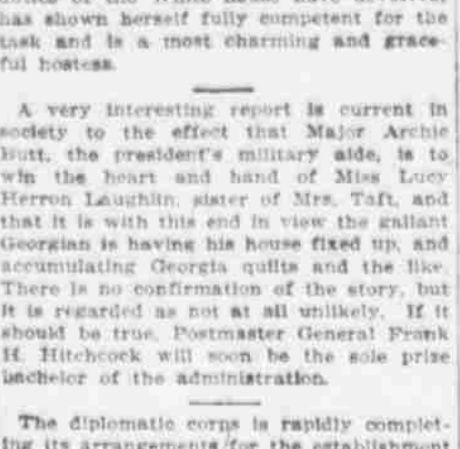 has shown herself fully competent for the
task and is a most charming and grace-
ful hostess.
A very interesting report is current in
society to the effect that Major Archie
Butt, the president's military aide, is to
win the heart and hand of Miss Lucy
Herron Laughlin, sister of Mrs. Taft, and
that it is with this end in view the gallant
Georgian is having his house fixed up, and
accumulating Georgia quilts and the like.
There is no confirmation of the story, but
it is regarded as not at all unlikely. If it
should be true, Postmaster General Frank
H. Hitchcock will soon be the sole prize
bachelor of the administration.
The diplomatic corps is rapidly complet-
ing its arrangements for the establishment